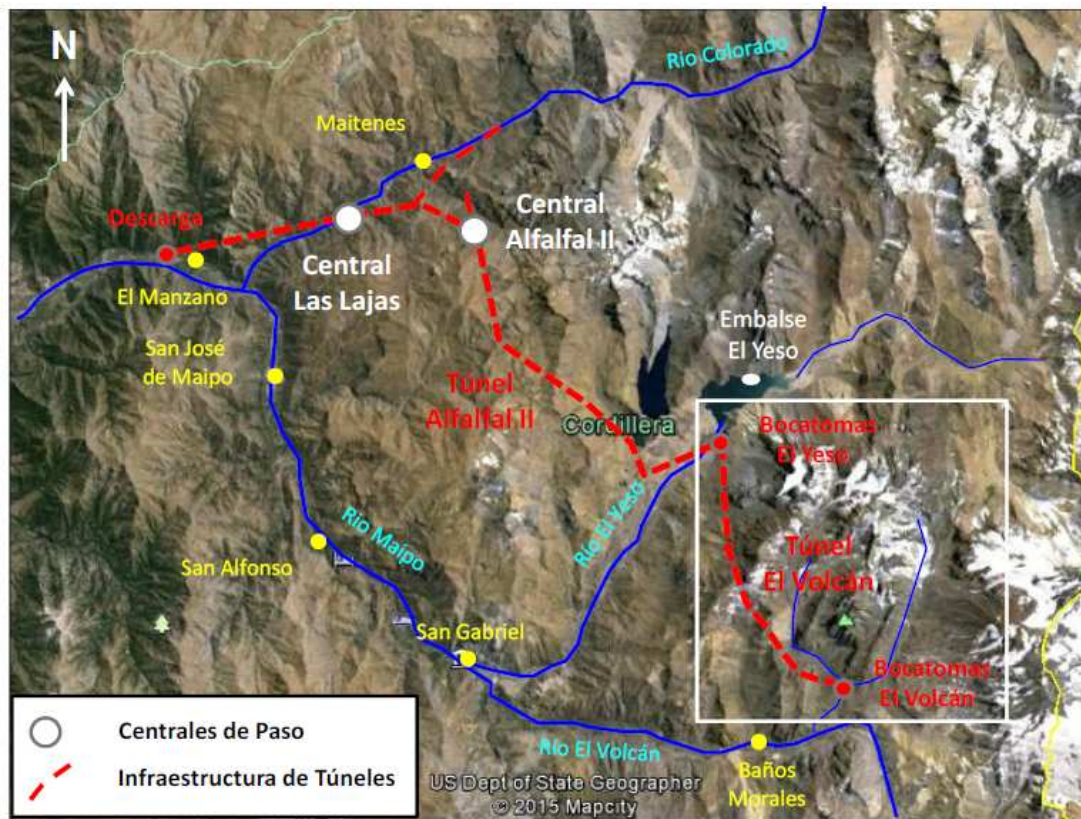 N
Río Colorado
Maitenes
Descarga
Central
Alfalfal II
Central
Las Lajas
El Manzano
San José
de Maipo
Embalse
El Yeso
Túnel
Alfalfal II
Cordillera
Bocatomas
El Yeso
Río El Yeso
Río Maipo
San Alfonso
Túnel
El Volcán
San Gabriel
Bocatomas
El Volcán
Río El Volcán
Baños
Morales
Centrales de Paso
Infraestructura de Túneles
US Dept of State Geographer
© 2015 Mapcity